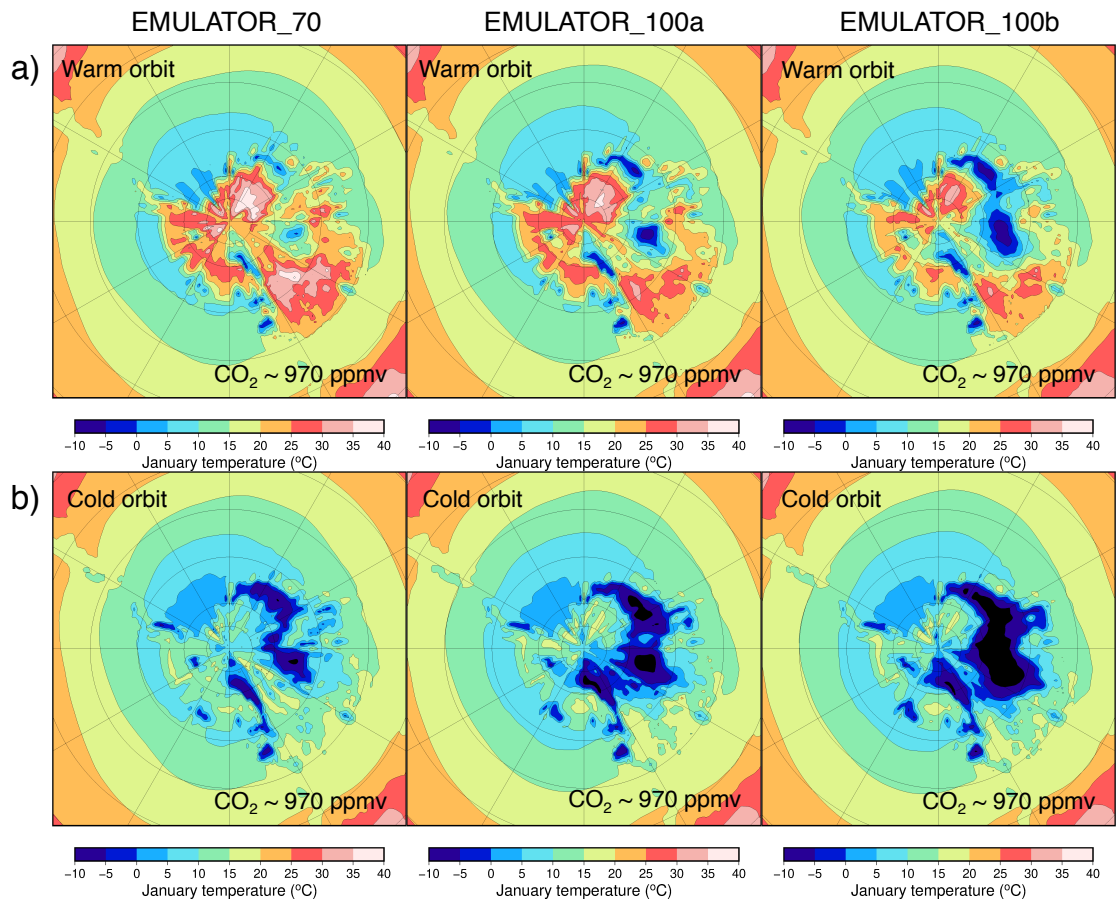 EMULATOR_70 EMULATOR_100a EMULATOR_100b
a)
Warm orbit Warm orbit Warm orbit
CO₂ ~ 970 ppmv CO₂ ~ 970 ppmv CO₂ ~ 970 ppmv
−10 −5 0 5 10 15 20 25 30 35 40 −10 −5 0 5 10 15 20 25 30 35 40 −10 −5 0 5 10 15 20 25 30 35 40
January temperature (ºC) January temperature (ºC) January temperature (ºC)
b)
Cold orbit Cold orbit Cold orbit
CO₂ ~ 970 ppmv CO₂ ~ 970 ppmv CO₂ ~ 970 ppmv
−10 −5 0 5 10 15 20 25 30 35 40 −10 −5 0 5 10 15 20 25 30 35 40 −10 −5 0 5 10 15 20 25 30 35 40
January temperature (ºC) January temperature (ºC) January temperature (ºC)